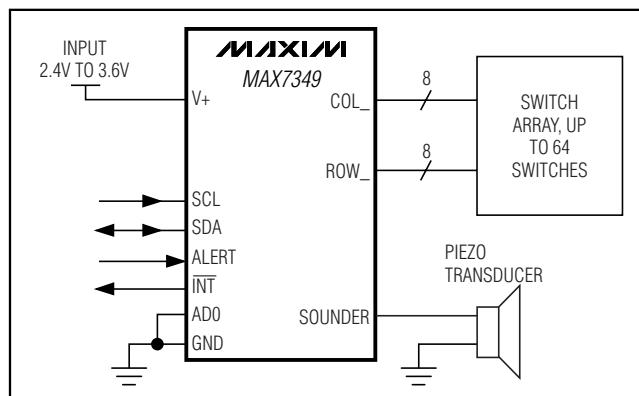 INPUT
2.4V TO 3.6V
MAXIM
MAX7349
V+
COL_
8
ROW_
8
SWITCH
ARRAY, UP
TO 64
SWITCHES
SCL
SDA
ALERT
INT
AD0
GND
SOUNDER
PIEZO
TRANSDUCER